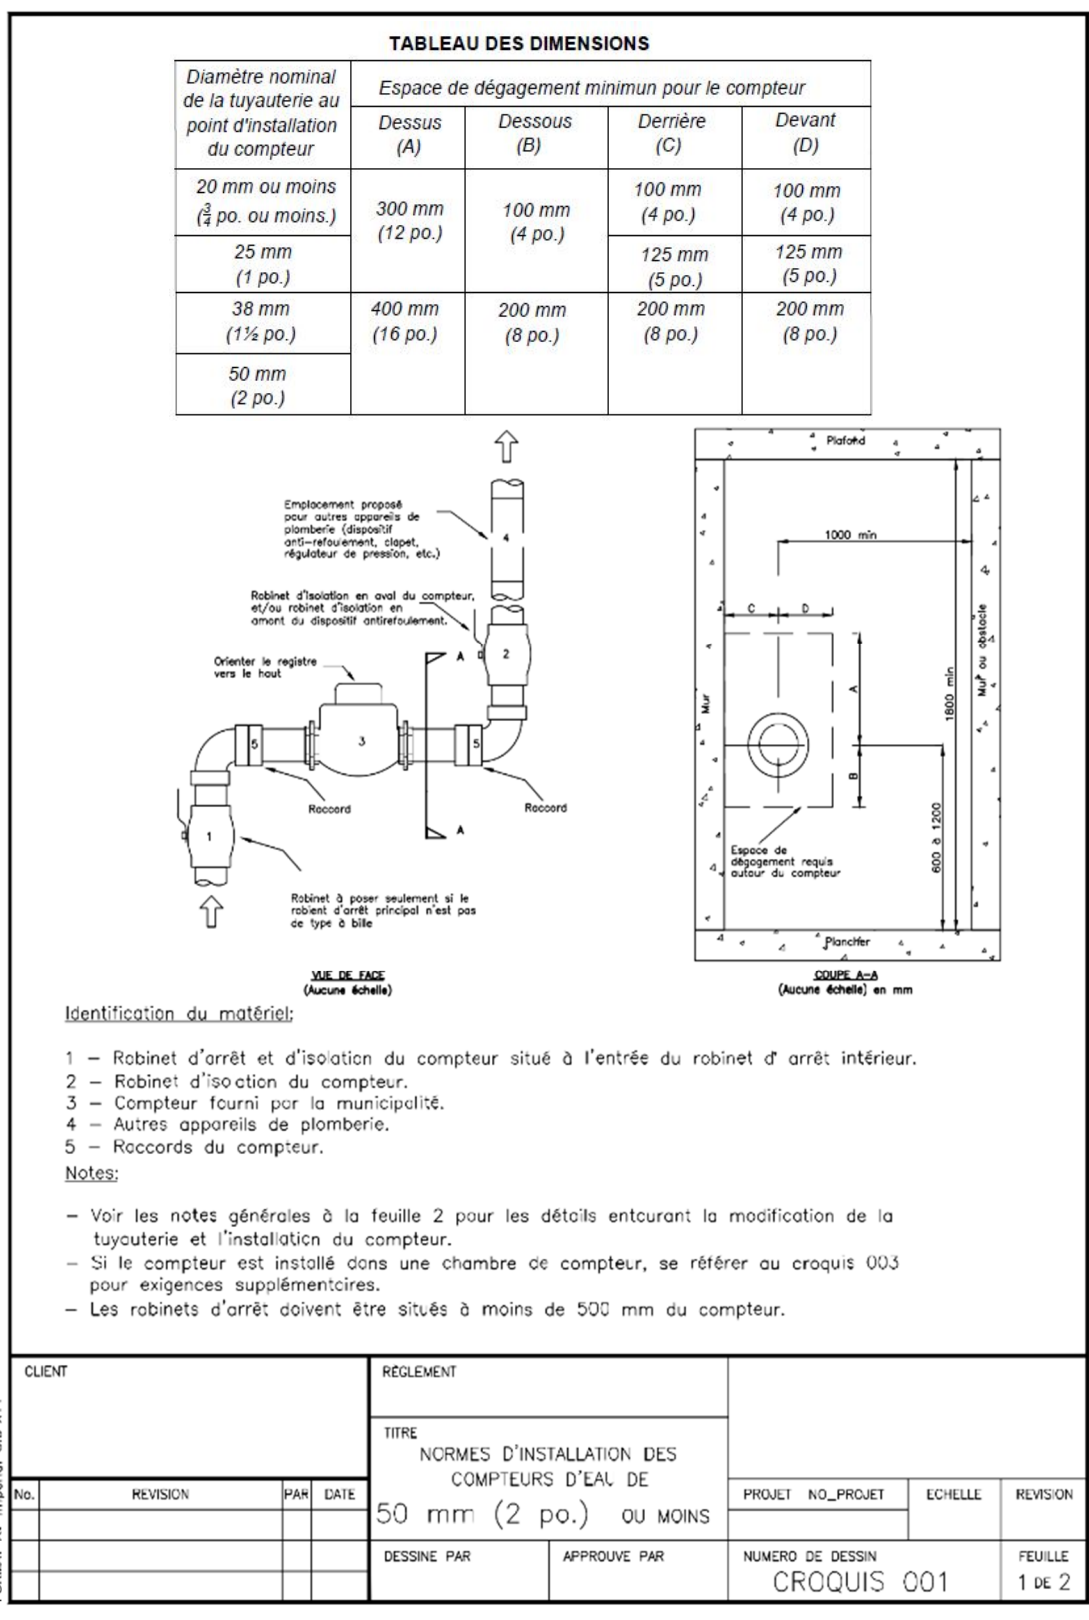 TABLEAU DES DIMENSIONS
Diamètre nominal
de la tuyauterie au
point d'installation
du compteur
Espace de dégagement minimun pour le compteur
Dessus
(A)
Dessous
(B)
Derrière
(C)
Devant
(D)
20 mm ou moins
(¾ po. ou moins.)
300 mm
(12 po.)
100 mm
(4 po.)
100 mm
(4 po.)
100 mm
(4 po.)
25 mm
(1 po.)
125 mm
(5 po.)
125 mm
(5 po.)
38 mm
(1½ po.)
400 mm
(16 po.)
200 mm
(8 po.)
200 mm
(8 po.)
200 mm
(8 po.)
50 mm
(2 po.)
Emplacement proposé
pour autres appareils de
plomberie (dispositif
anti-refoulement, clapet,
régulateur de pression, etc.)
4
Robinet d'isolation en aval du compteur,
et/ou robinet d'isolation en
amont du dispositif antirefoulement.
A
2
Orienter le registre
vers le haut
5
3
5
Raccord
Raccord
A
1
Robinet à poser seulement si le
robient d'arrêt principal n'est pas
de type à bille
VUE DE FACE
(Aucune échelle)
Plafond
1000 min
C
D
A
B
Mur
Mur ou obstacle
1800 min
600 à 1200
Espace de
dégagement requis
autour du compteur
Plancher
COUPE A-A
(Aucune échelle) en mm
Identification du matériel:
1 – Robinet d'arrêt et d'isolation du compteur situé à l'entrée du robinet d' arrêt intérieur.
2 – Robinet d'isolation du compteur.
3 – Compteur fourni par la municipalité.
4 – Autres appareils de plomberie.
5 – Raccords du compteur.
Notes:
– Voir les notes générales à la feuille 2 pour les détails entourant la modification de la
tuyauterie et l'installation du compteur.
– Si le compteur est installé dans une chambre de compteur, se référer au croquis 003
pour exigences supplémentaires.
– Les robinets d'arrêt doivent être situés à moins de 500 mm du compteur.
CLIENT
RÈGLEMENT
TITRE
NORMES D'INSTALLATION DES
COMPTEURS D'EAU DE
50 mm (2 po.) OU MOINS
No.
REVISION
PAR
DATE
PROJET NO_PROJET
ECHELLE
REVISION
DESSINE PAR
APPROUVE PAR
NUMERO DE DESSIN
CROQUIS 001
FEUILLE
1 DE 2